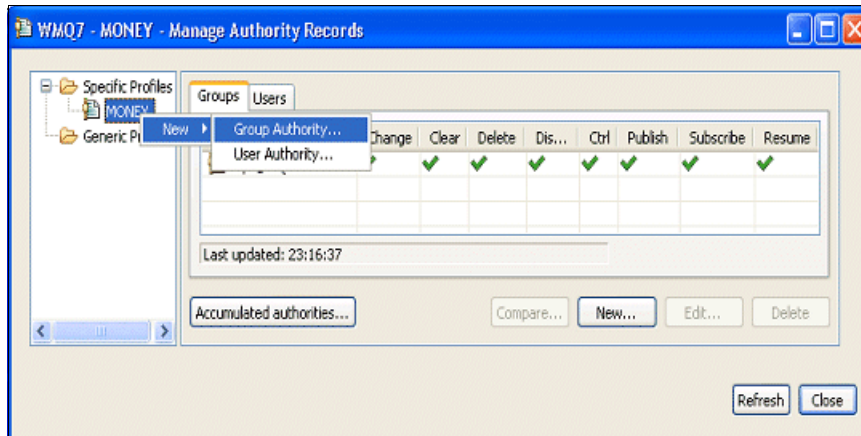 WMQ7 - MONEY - Manage Authority Records
Specific Profiles
MONEY
Generic P
Groups Users
New Group Authority...
User Authority...
Change Clear Delete Dis... Ctrl Publish Subscribe Resume
Last updated: 23:16:37
Accumulated authorities... Compare... New... Edit... Delete
Refresh Close